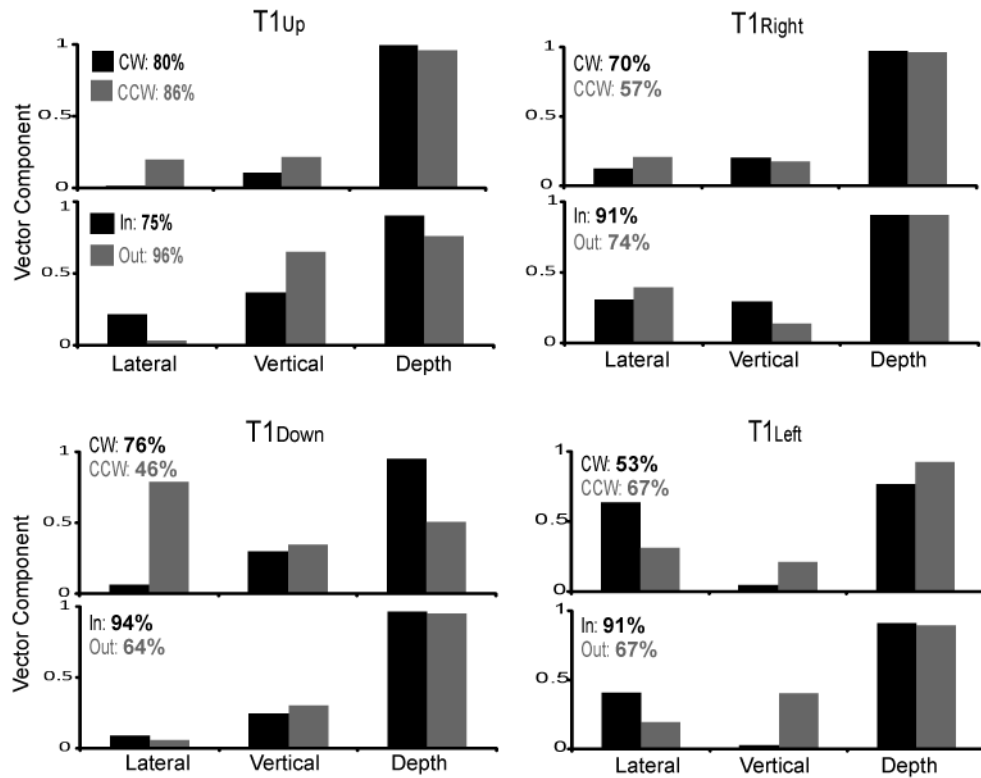 T1Up
1
CW: 80%
CCW: 86%
0.5
0
Vector Component
1
In: 75%
Out: 96%
0.5
0
Lateral Vertical Depth
T1Right
1
CW: 70%
CCW: 57%
0.5
0
1
In: 91%
Out: 74%
0.5
0
Lateral Vertical Depth
T1Down
CW: 76%
1
CCW: 46%
0.5
0
Vector Component
1
In: 94%
Out: 64%
0.5
0
Lateral Vertical Depth
T1Left
1
CW: 53%
CCW: 67%
0.5
0
1
In: 91%
Out: 67%
0.5
0
Lateral Vertical Depth